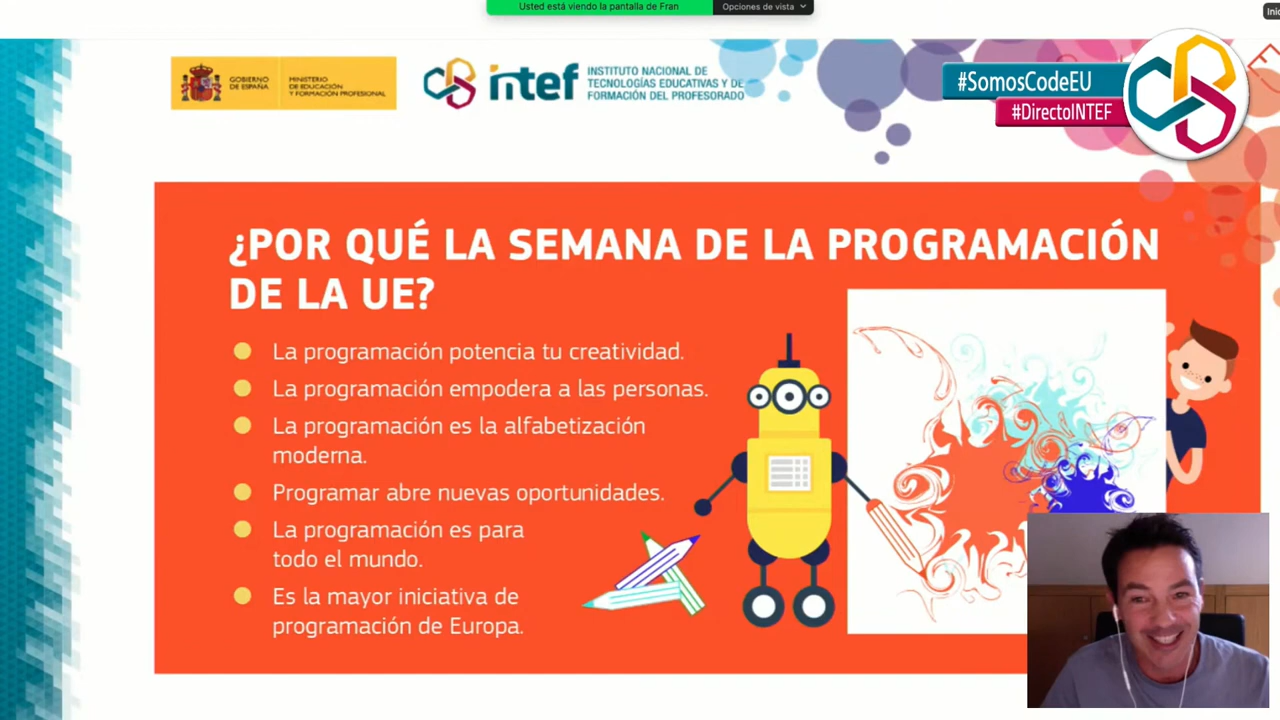 Usted está viendo la pantalla de Fran
Opciones de vista
GOBIERNO
DE ESPAÑA
MINISTERIO
DE EDUCACIÓN
Y FORMACIÓN PROFESIONAL
intef
INSTITUTO NACIONAL DE
TECNOLOGÍAS EDUCATIVAS Y DE
FORMACIÓN DEL PROFESORADO
#SomosCodeEU
#DirectoINTEF
¿POR QUÉ LA SEMANA DE LA PROGRAMACIÓN
DE LA UE?
La programación potencia tu creatividad.
La programación empodera a las personas.
La programación es la alfabetización
moderna.
Programar abre nuevas oportunidades.
La programación es para
todo el mundo.
Es la mayor iniciativa de
programación de Europa.